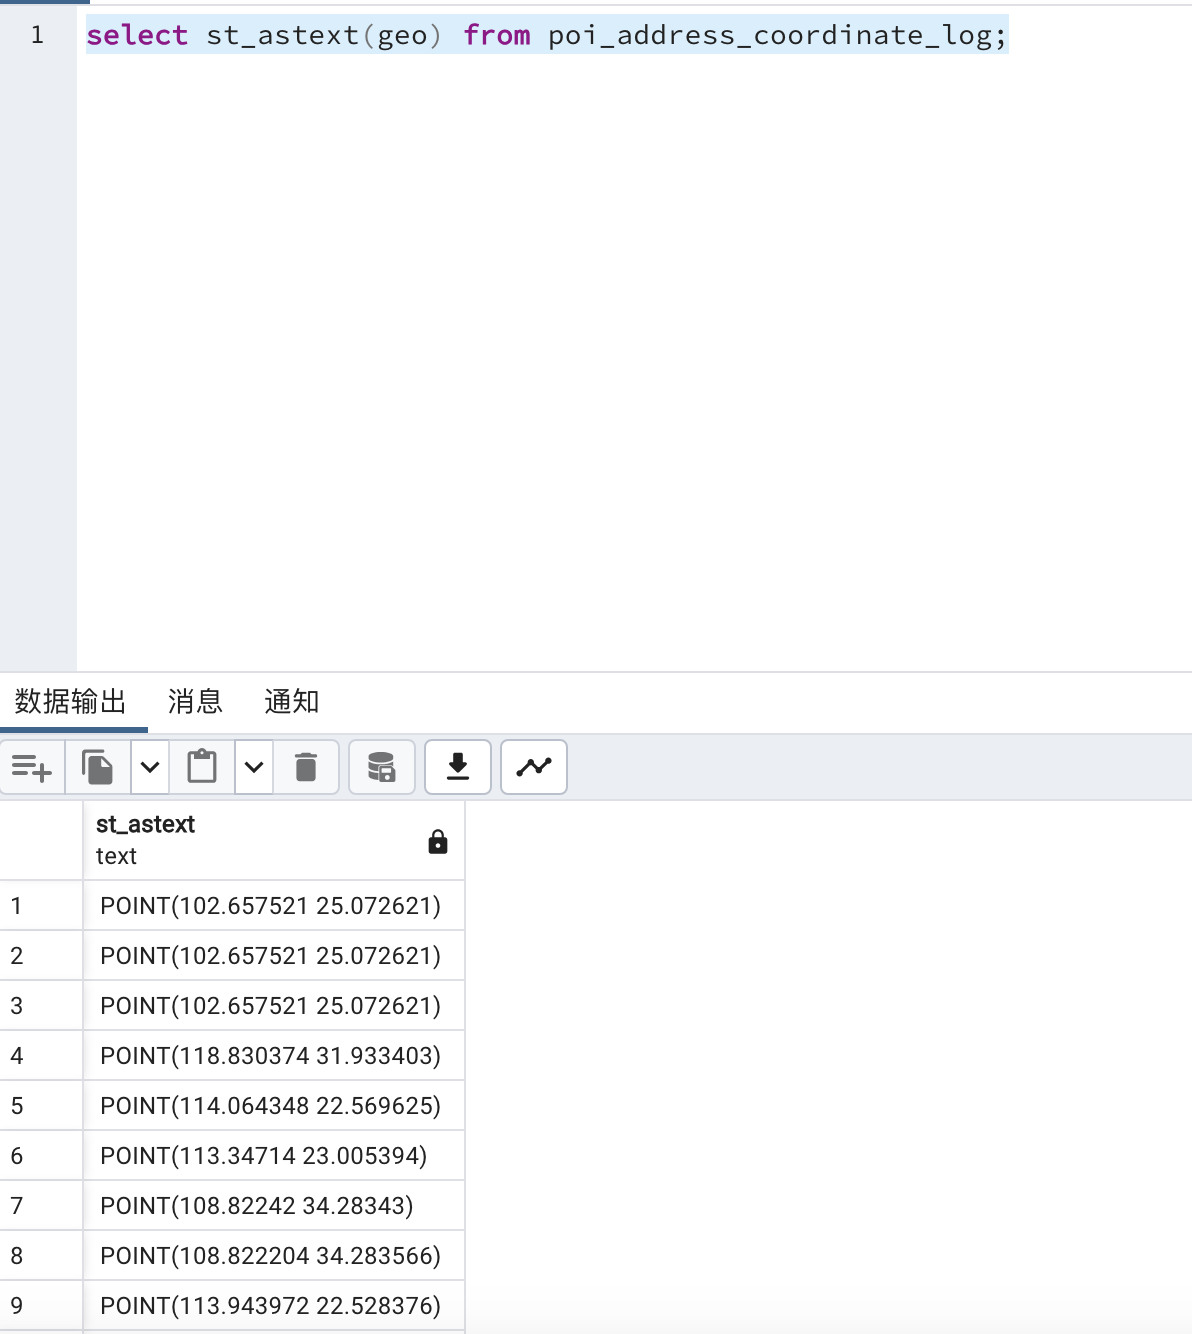 1 select st_astext(geo) from poi_address_coordinate_log;
数据输出 消息 通知
st_astext
text
1 POINT(102.657521 25.072621)
2 POINT(102.657521 25.072621)
3 POINT(102.657521 25.072621)
4 POINT(118.830374 31.933403)
5 POINT(114.064348 22.569625)
6 POINT(113.34714 23.005394)
7 POINT(108.82242 34.28343)
8 POINT(108.822204 34.283566)
9 POINT(113.943972 22.528376)